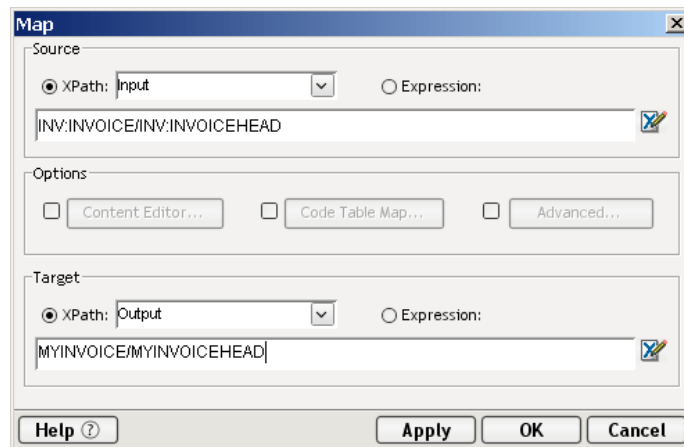 Map
Source
XPath: Input Expression:
INV:INVOICE/INV:INVOICEHEAD
Options
Content Editor... Code Table Map... Advanced...
Target
XPath: Output Expression:
MYINVOICE/MYINVOICEHEAD
Help ? Apply OK Cancel